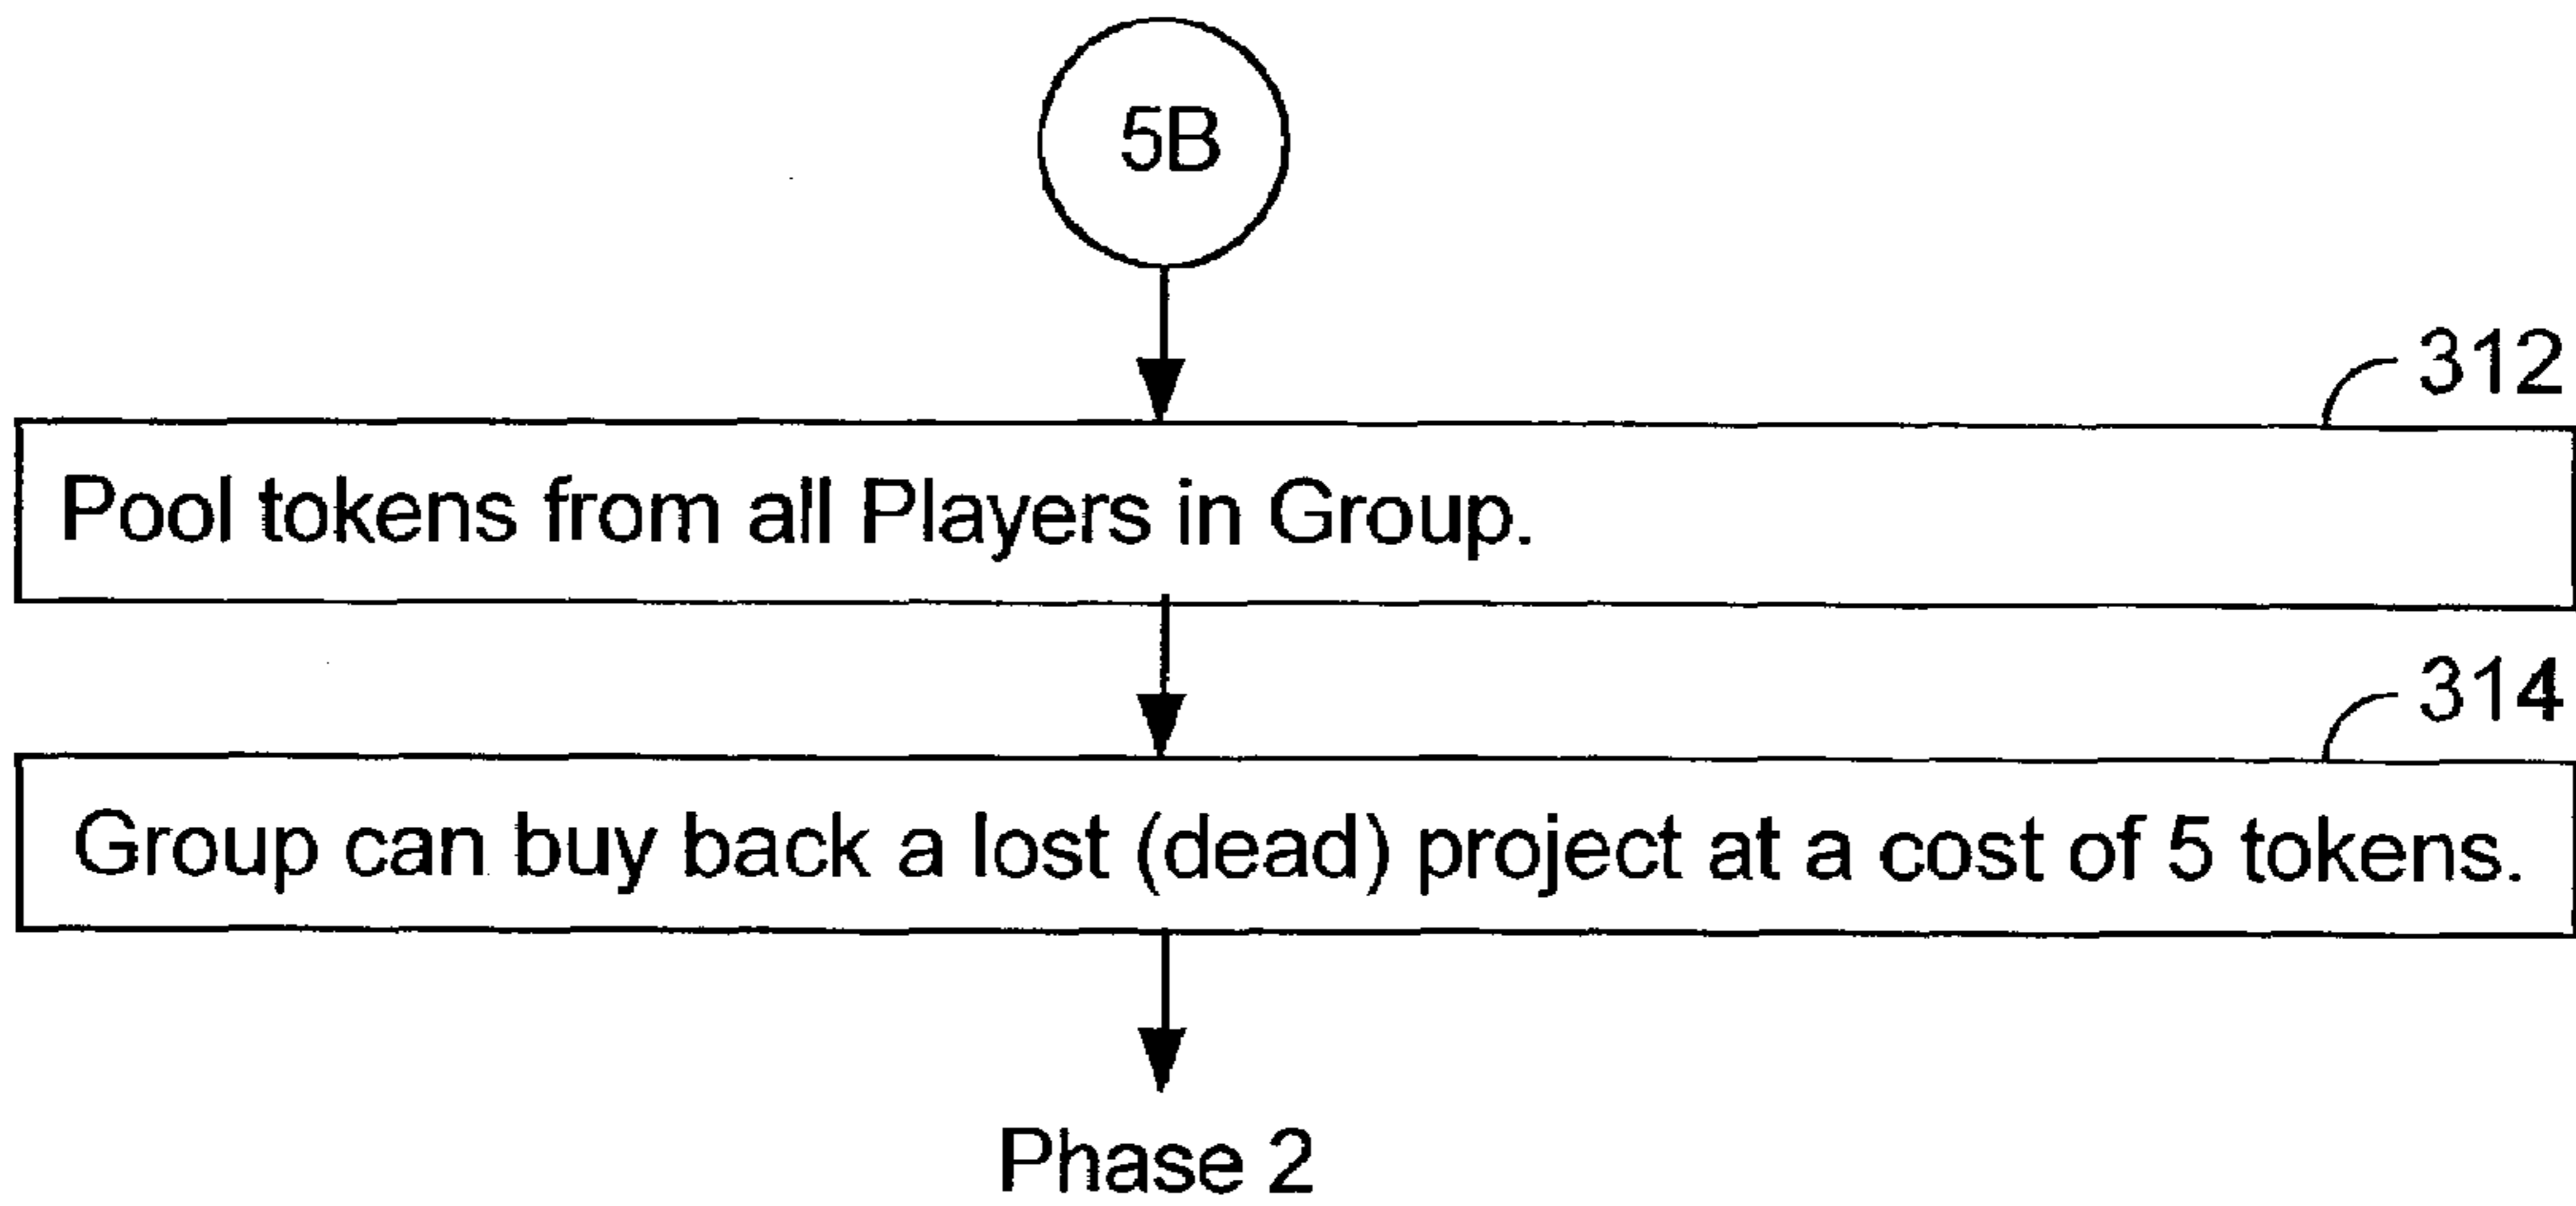 5B
312
Pool tokens from all Players in Group.
314
Group can buy back a lost (dead) project at a cost of 5 tokens.
Phase 2